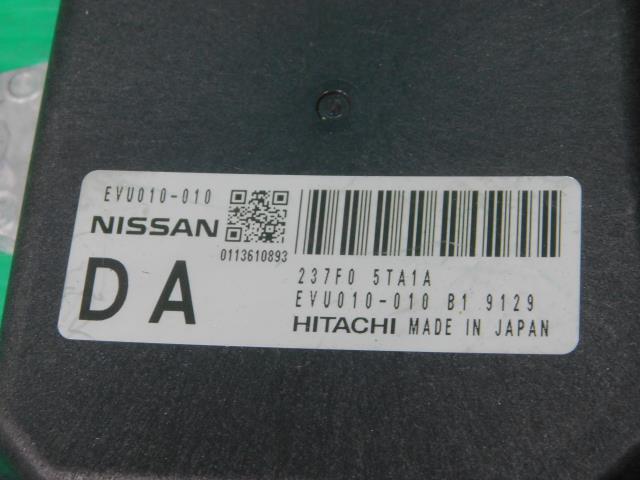 EVU010-010
NISSAN
0113610893
DA
237F0 5TA1A
EVU010-010 B1 9129
HITACHI MADE IN JAPAN